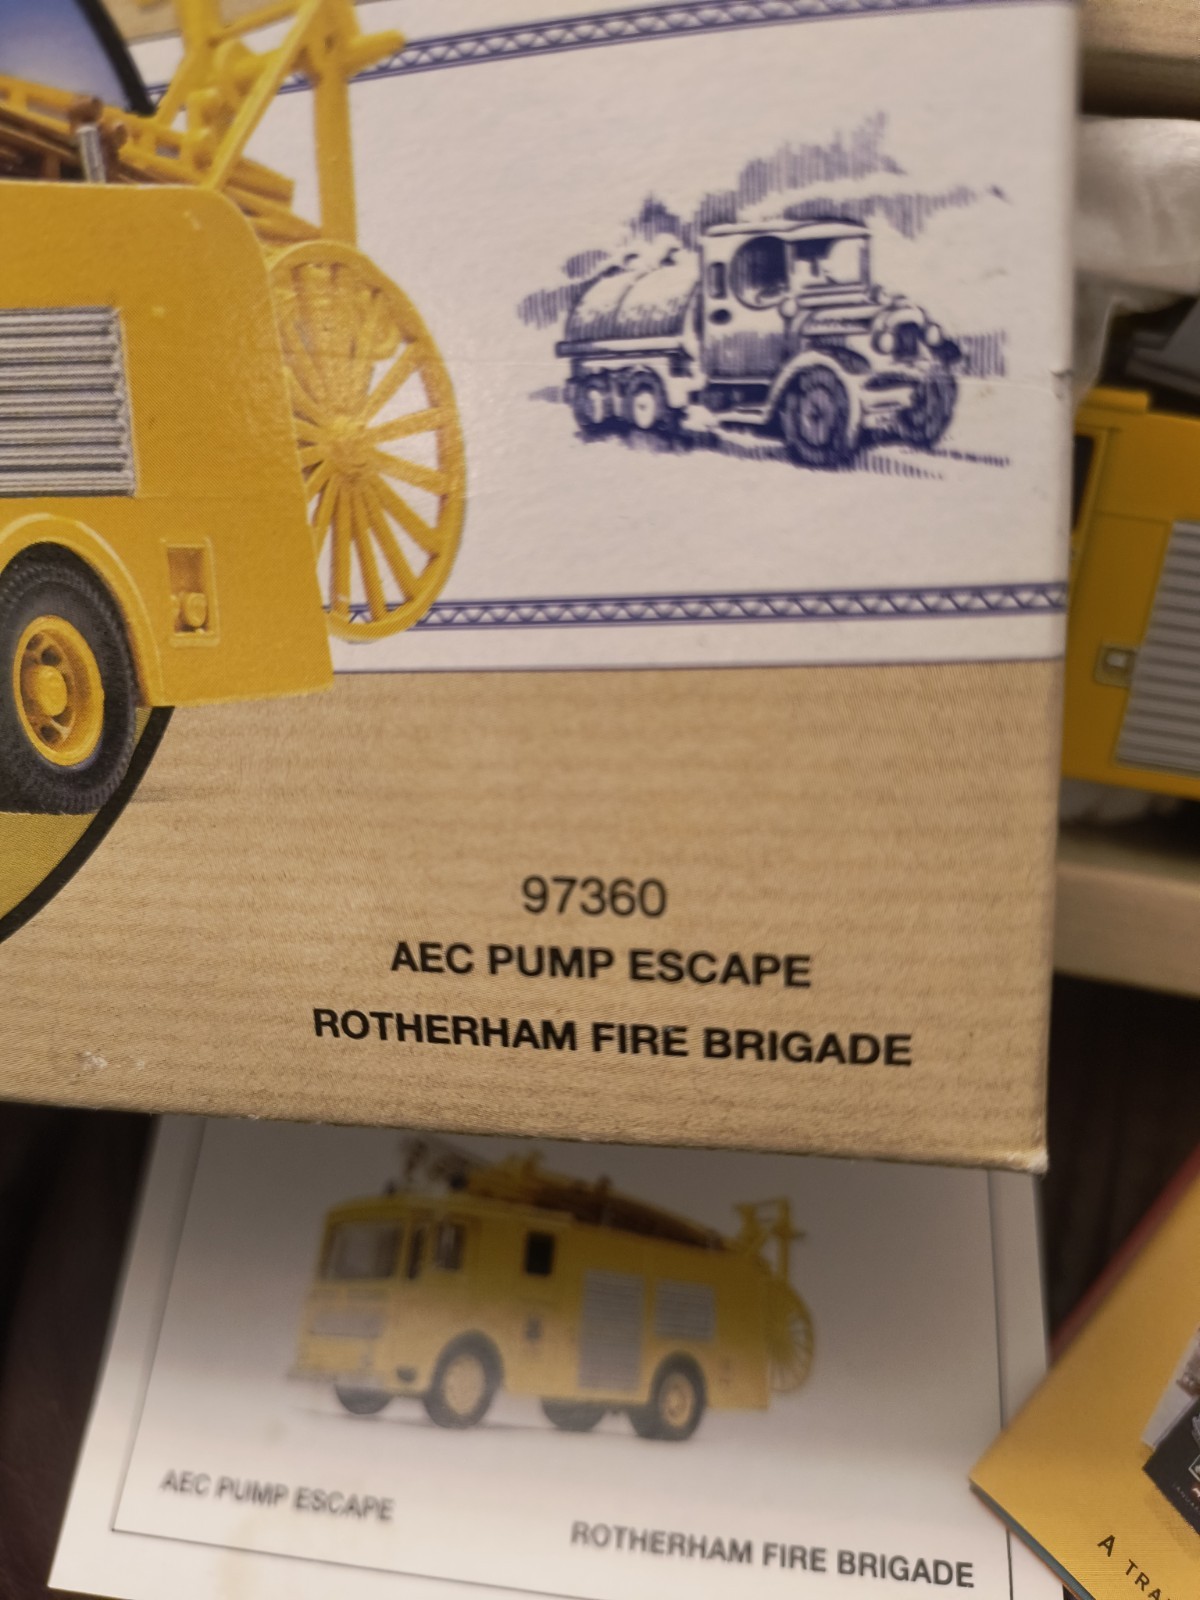 97360
AEC PUMP ESCAPE
ROTHERHAM FIRE BRIGADE
AEC PUMP ESCAPE
ROTHERHAM FIRE BRIGADE
A